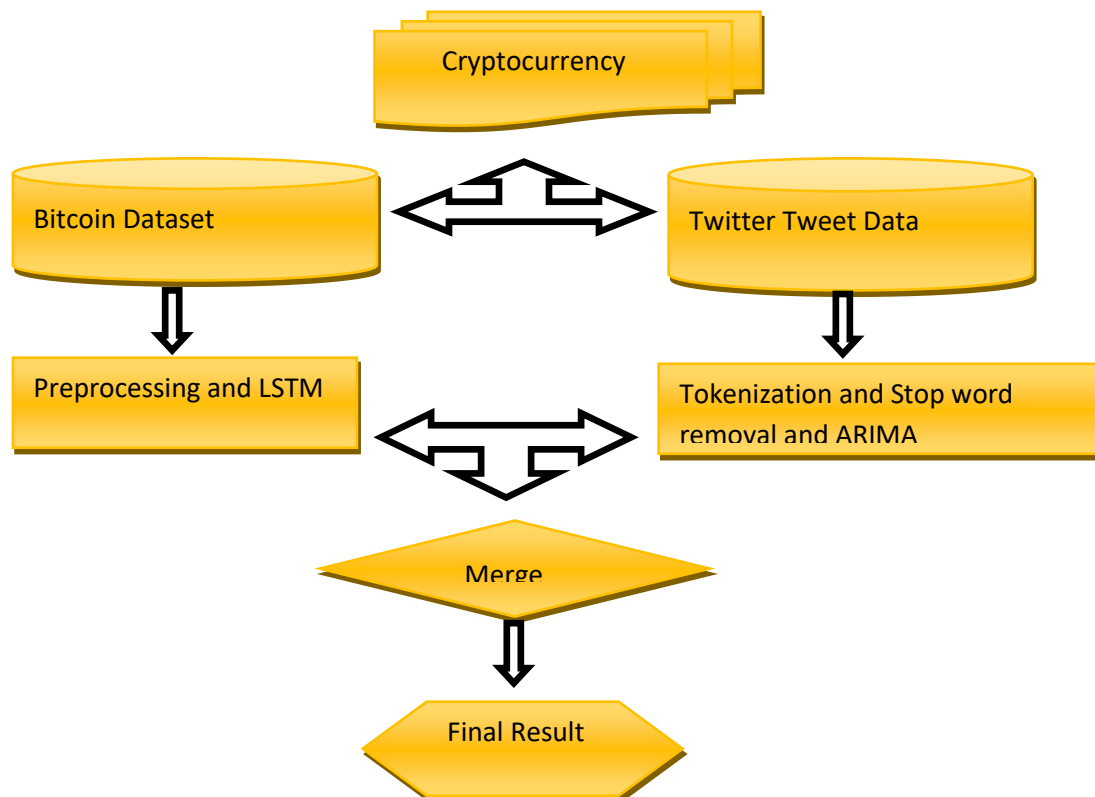 Cryptocurrency
Bitcoin Dataset
Twitter Tweet Data
Preprocessing and LSTM
Tokenization and Stop word
removal and ARIMA
Merge
Final Result